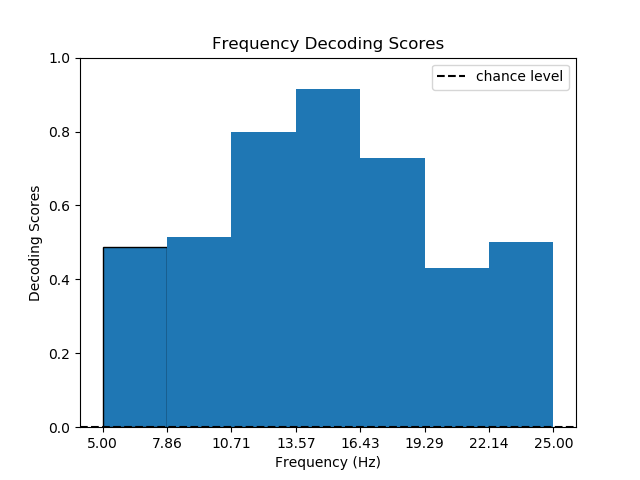 Frequency Decoding Scores
chance level
1.0
0.8
0.6
0.4
0.2
0.0
Decoding Scores
5.00 7.86 10.71 13.57 16.43 19.29 22.14 25.00
Frequency (Hz)